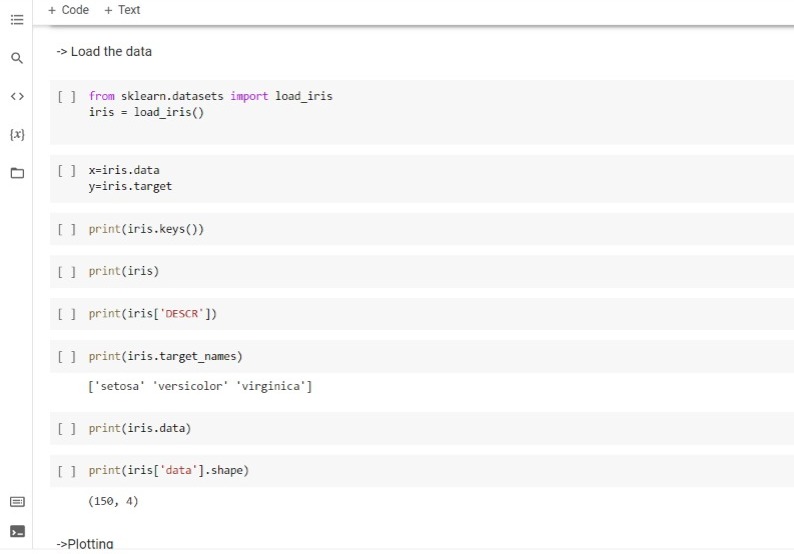 + Code + Text
-> Load the data
[ ] from sklearn.datasets import load_iris
iris = load_iris()
[ ] x=iris.data
y=iris.target
[ ] print(iris.keys())
[ ] print(iris)
[ ] print(iris['DESCR'])
[ ] print(iris.target_names)
['setosa' 'versicolor' 'virginica']
[ ] print(iris.data)
[ ] print(iris['data'].shape)
(150, 4)
->Plotting